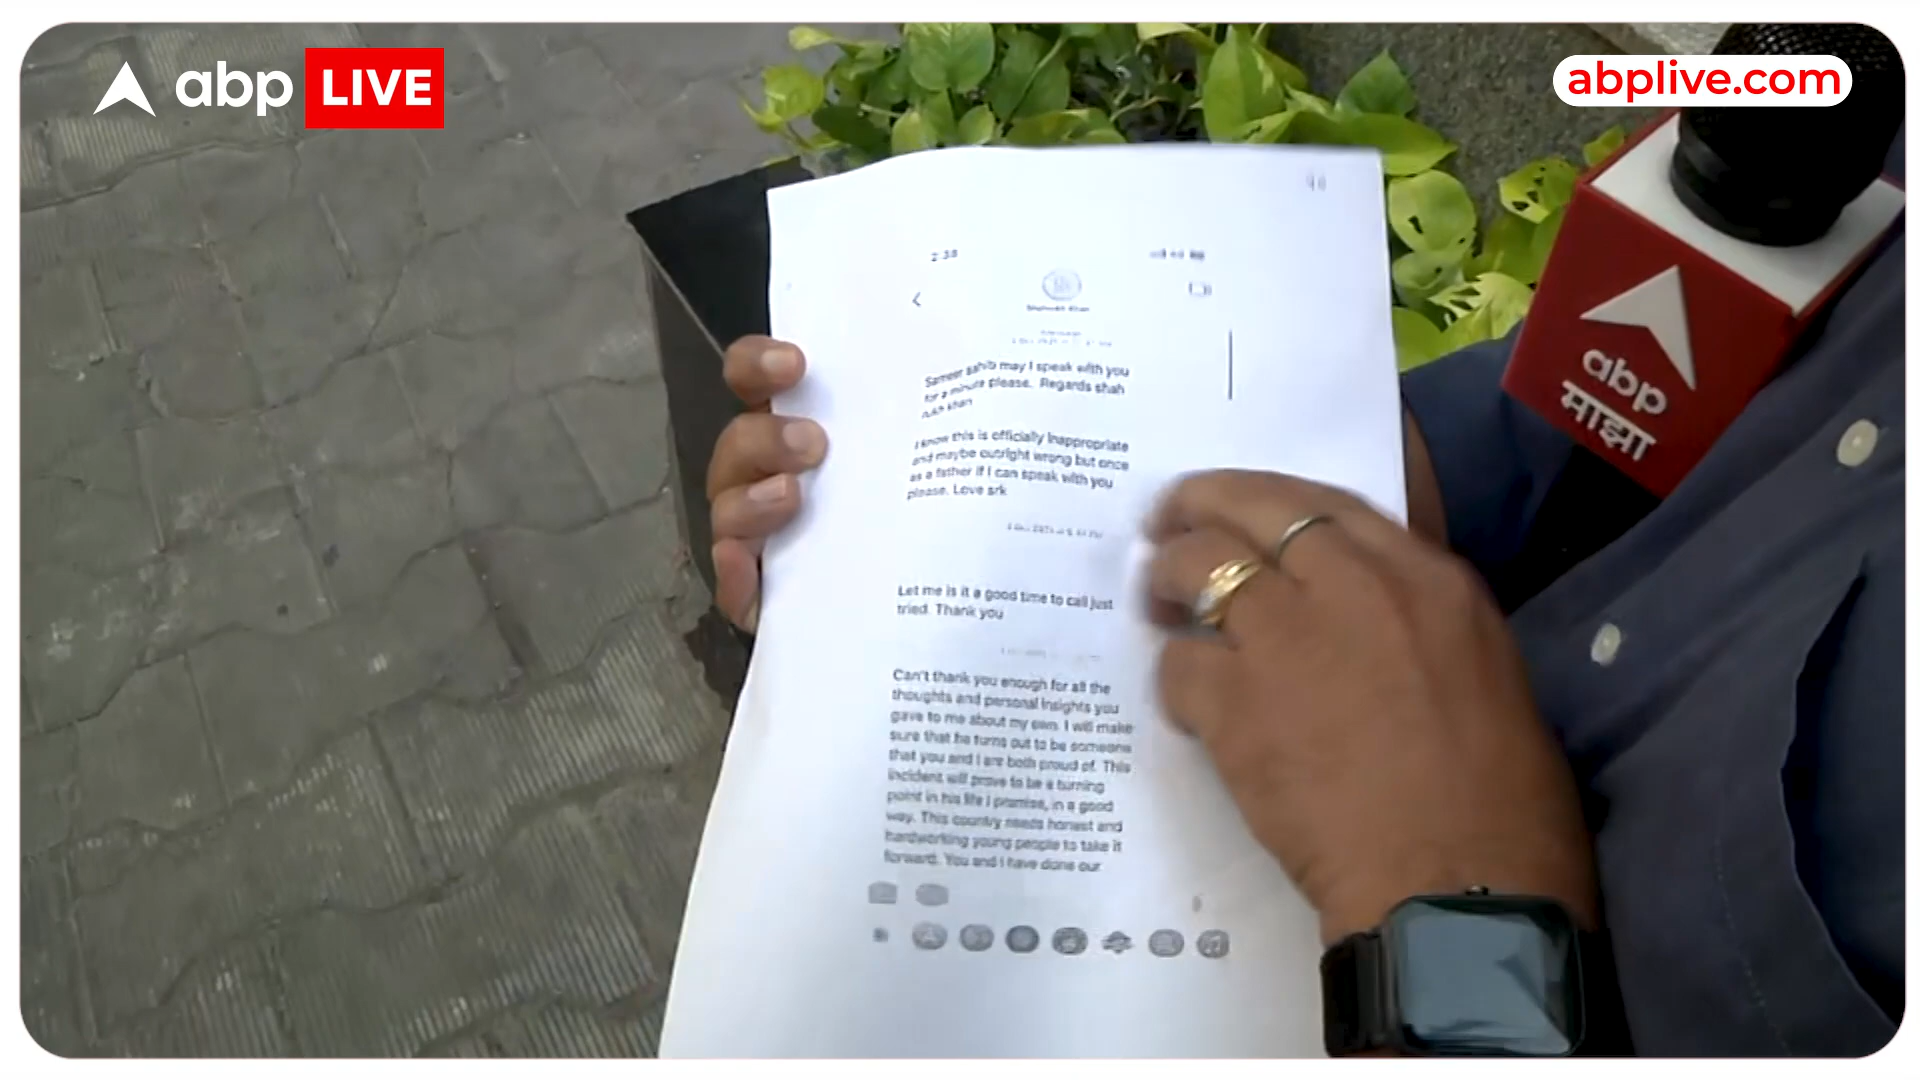 abp LIVE
abplive.com
2:38
Shahrukh Khan
Sameer sahib may I speak with you
for a minute please. Regards shah
rukh khan
I know this is officially inappropriate
and maybe outright wrong but once
as a father if I can speak with you
please. Love srk
Let me is it a good time to call just
tried. Thank you
Can't thank you enough for all the
thoughts and personal insights you
gave to me about my own. I will make
sure that he turns out to be someone
that you and I are both proud of. This
incident will prove to be a turning
point in his life I promise, in a good
way. This country needs honest and
hardworking young people to take it
forward. You and I have done our
abp
माझा